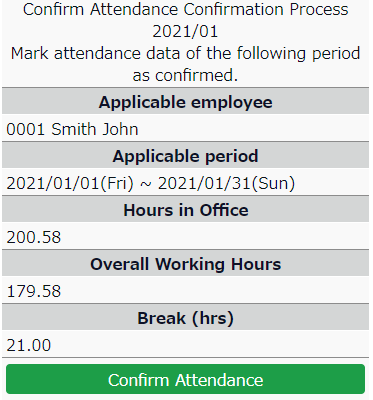 Confirm Attendance Confirmation Process
2021/01
Mark attendance data of the following period
as confirmed.
Applicable employee
0001 Smith John
Applicable period
2021/01/01(Fri) ~ 2021/01/31(Sun)
Hours in Office
200.58
Overall Working Hours
179.58
Break (hrs)
21.00
Confirm Attendance